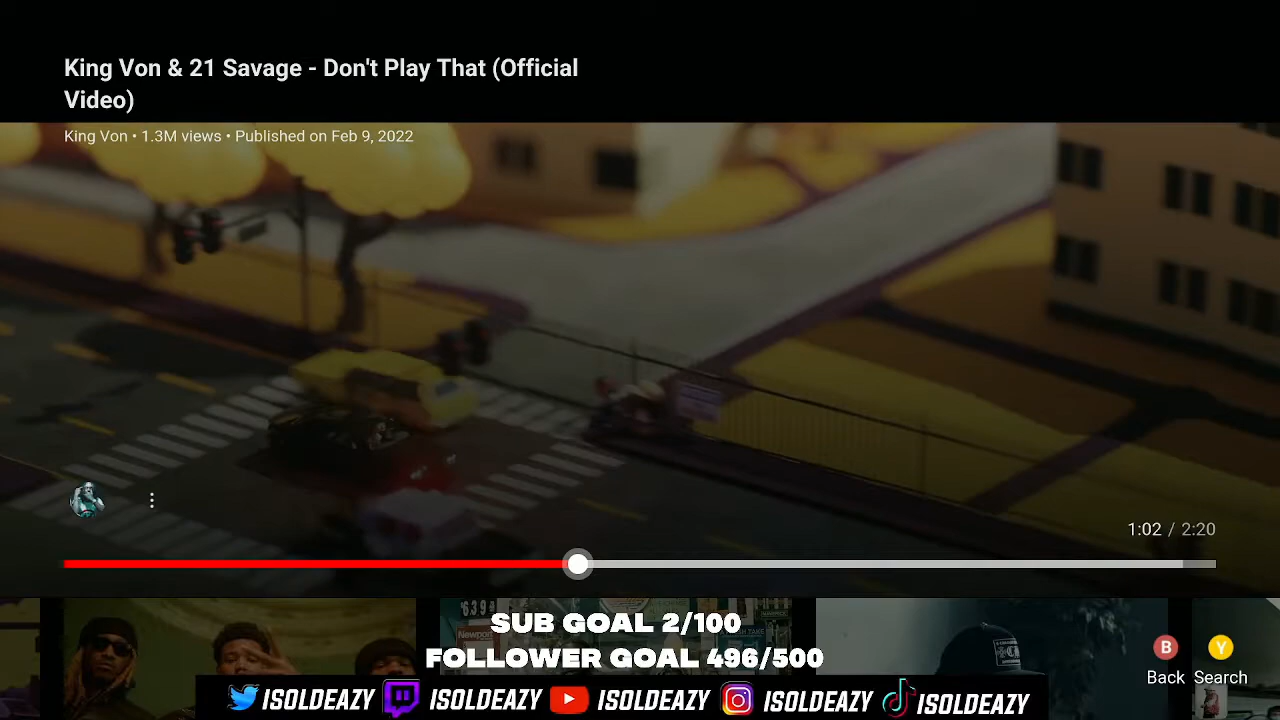 King Von & 21 Savage - Don't Play That (Official
Video)
King Von • 1.3M views • Published on Feb 9, 2022
1:02 / 2:20
SUB GOAL 2/100
FOLLOWER GOAL 496/500
B Y
Back Search
ISOLDEAZY ISOLDEAZY ISOLDEAZY ISOLDEAZY ISOLDEAZY